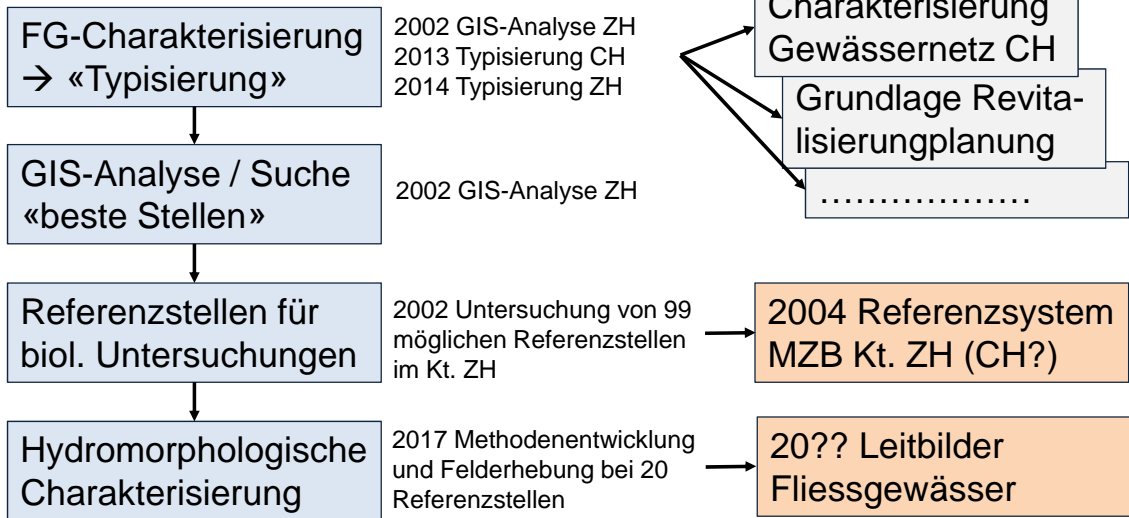 FG-Charakterisierung
→ «Typisierung»
2002 GIS-Analyse ZH
2013 Typisierung CH
2014 Typisierung ZH
Charakterisierung
Gewässernetz CH
Grundlage Revita-
lisierungplanung
..................
GIS-Analyse / Suche
«beste Stellen»
2002 GIS-Analyse ZH
Referenzstellen für
biol. Untersuchungen
2002 Untersuchung von 99
möglichen Referenzstellen
im Kt. ZH
2004 Referenzsystem
MZB Kt. ZH (CH?)
Hydromorphologische
Charakterisierung
2017 Methodenentwicklung
und Felderhebung bei 20
Referenzstellen
20?? Leitbilder
Fliessgewässer